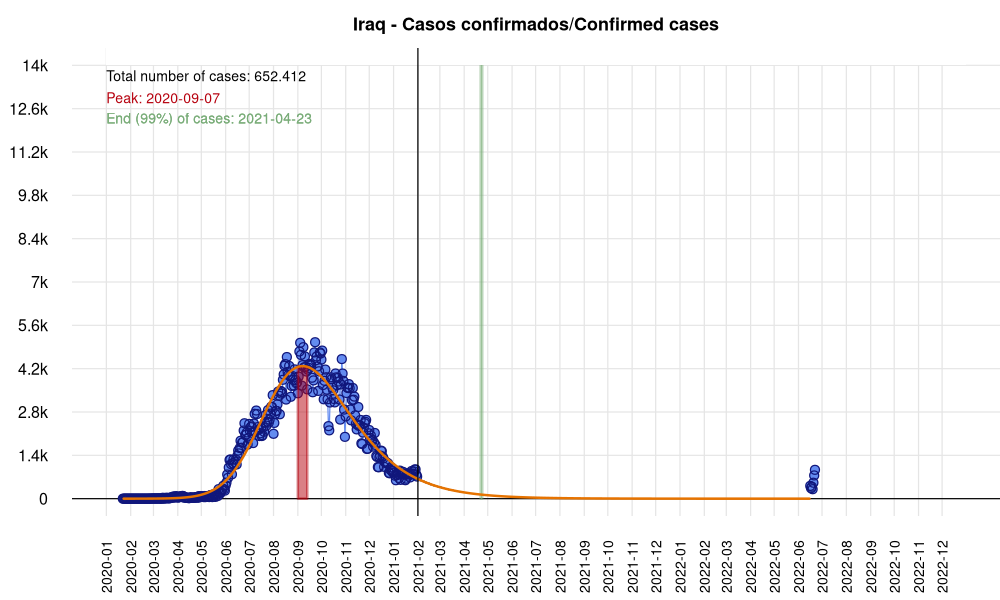 Iraq - Casos confirmados/Confirmed cases
Total number of cases: 652.412
Peak: 2020-09-07
End (99%) of cases: 2021-04-23
14k
12.6k
11.2k
9.8k
8.4k
7k
5.6k
4.2k
2.8k
1.4k
0
2020-01
2020-02
2020-03
2020-04
2020-05
2020-06
2020-07
2020-08
2020-09
2020-10
2020-11
2020-12
2021-01
2021-02
2021-03
2021-04
2021-05
2021-06
2021-07
2021-08
2021-09
2021-10
2021-11
2021-12
2022-01
2022-02
2022-03
2022-04
2022-05
2022-06
2022-07
2022-08
2022-09
2022-10
2022-11
2022-12